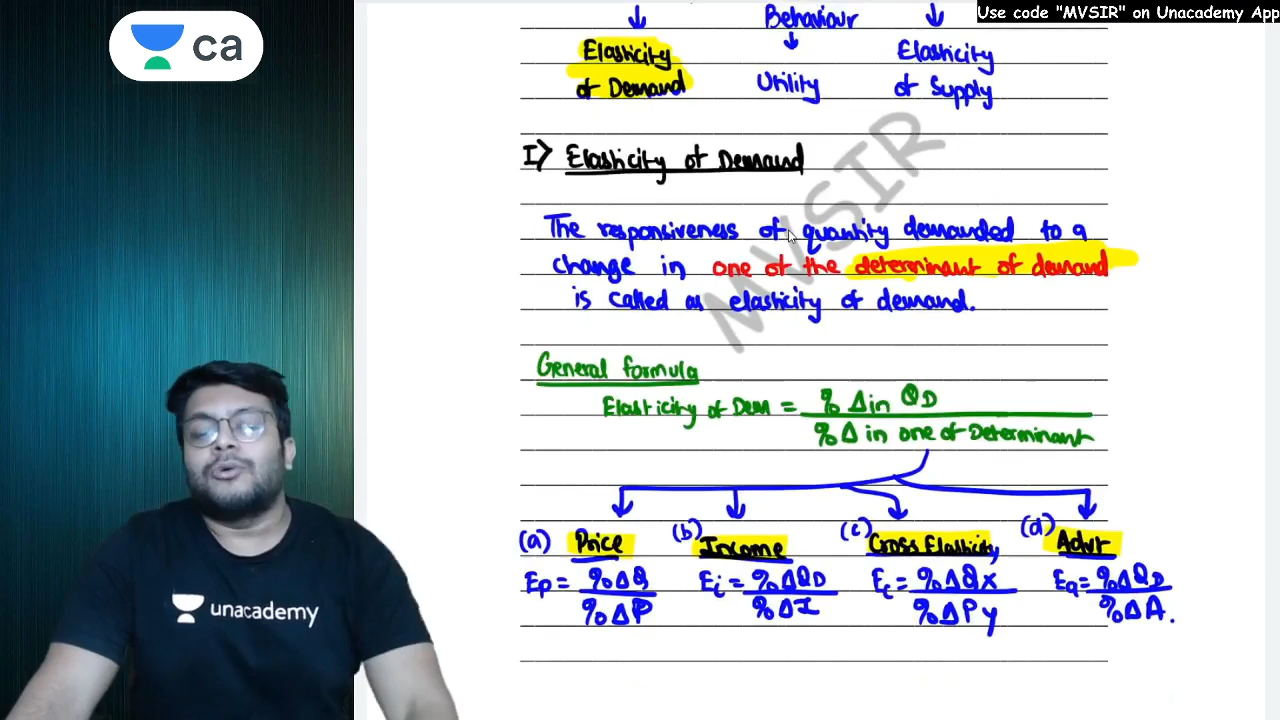 Use code "MVSIR" on Unacademy App
ca
Behaviour
Elasticity
of Demand
Utility
Elasticity
of Supply
I> Elasticity of Demand
The responsiveness of quantity demanded to a
change in one of the determinant of demand
is called as elasticity of demand.
MVSIR
General formula
Elasticity of Dem = % Δ in QD
% Δ in one of Determinant
(a) Price (b) Income (c) Cross Elasticity (d) Advt
Ep = %ΔQ Ei = %ΔQD Ec = %ΔQx Ea = %ΔQD
%ΔP %ΔI %ΔPy %ΔA.
unacademy